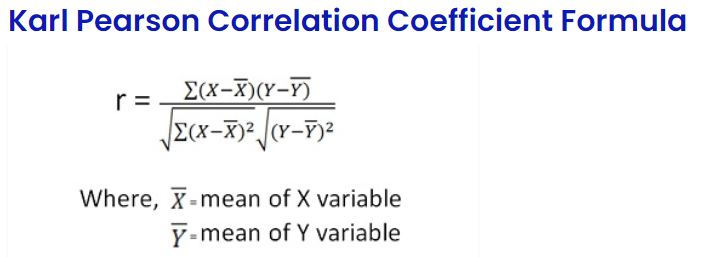 Karl Pearson Correlation Coefficient Formula
r = Σ(X−X̅)(Y−Y̅) / √Σ(X−X̅)² √(Y−Y̅)²
Where, X̅ = mean of X variable
Y̅ = mean of Y variable